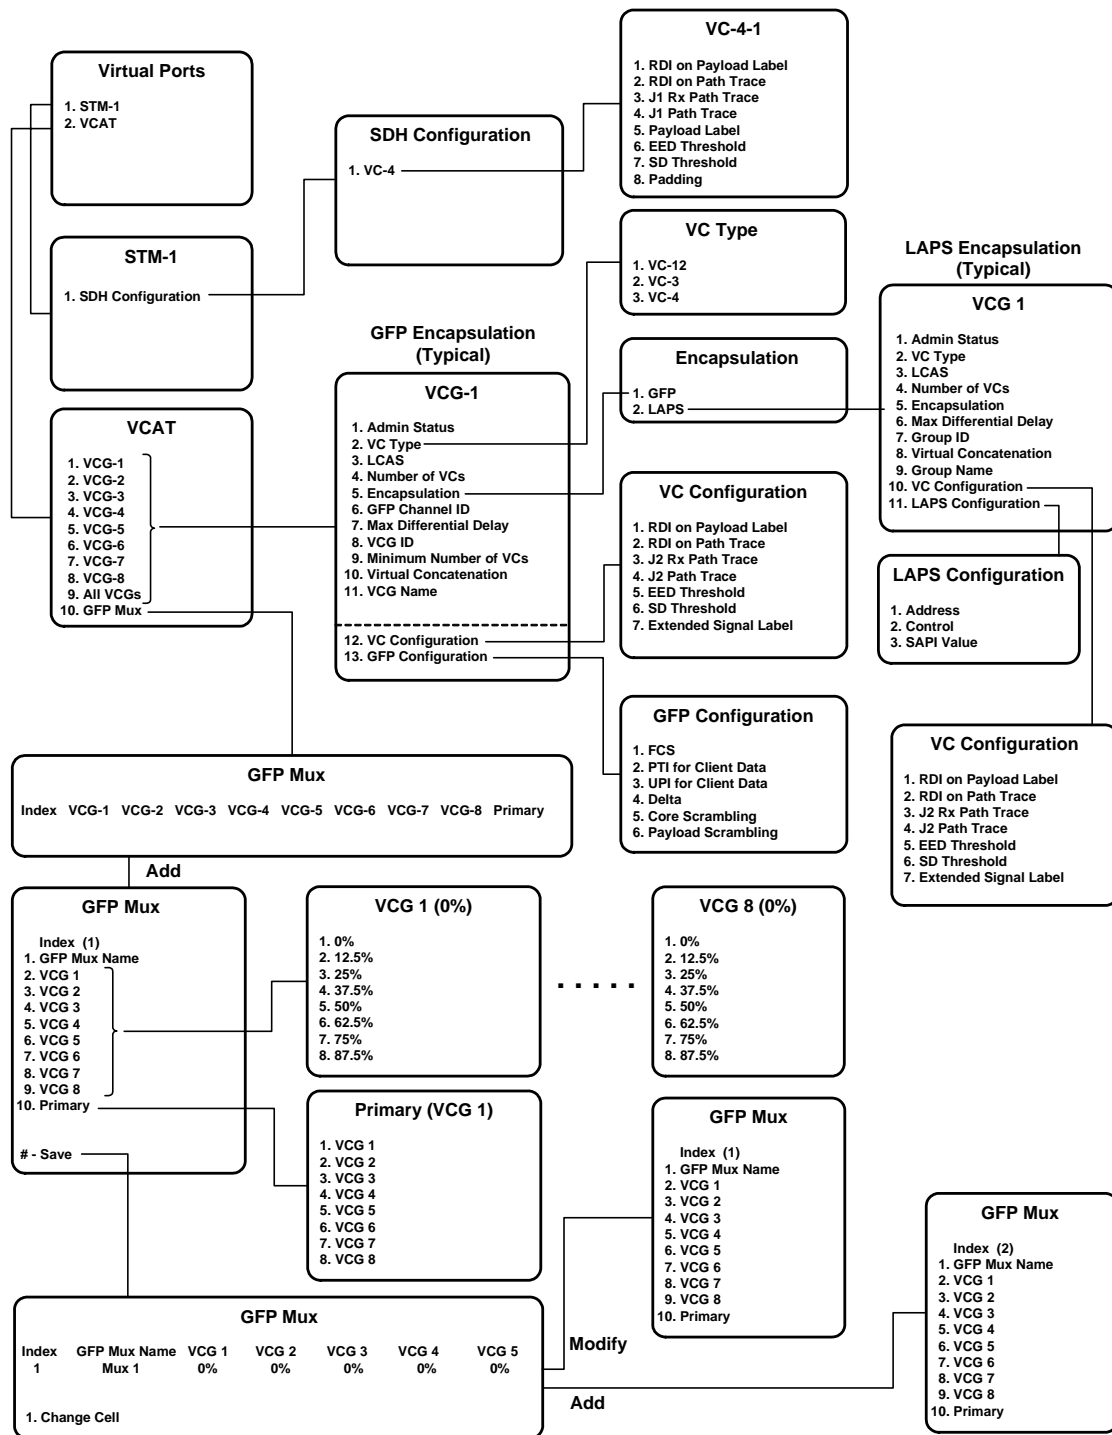 Virtual Ports
1. STM-1
2. VCAT
STM-1
1. SDH Configuration
SDH Configuration
1. VC-4
VC-4-1
1. RDI on Payload Label
2. RDI on Path Trace
3. J1 Rx Path Trace
4. J1 Path Trace
5. Payload Label
6. EED Threshold
7. SD Threshold
8. Padding
VC Type
1. VC-12
2. VC-3
3. VC-4
VCAT
1. VCG-1
2. VCG-2
3. VCG-3
4. VCG-4
5. VCG-5
6. VCG-6
7. VCG-7
8. VCG-8
9. All VCGs
10. GFP Mux
GFP Encapsulation
(Typical)
VCG-1
1. Admin Status
2. VC Type
3. LCAS
4. Number of VCs
5. Encapsulation
6. GFP Channel ID
7. Max Differential Delay
8. VCG ID
9. Minimum Number of VCs
10. Virtual Concatenation
11. VCG Name
12. VC Configuration
13. GFP Configuration
Encapsulation
1. GFP
2. LAPS
VC Configuration
1. RDI on Payload Label
2. RDI on Path Trace
3. J2 Rx Path Trace
4. J2 Path Trace
5. EED Threshold
6. SD Threshold
7. Extended Signal Label
GFP Configuration
1. FCS
2. PTI for Client Data
3. UPI for Client Data
4. Delta
5. Core Scrambling
6. Payload Scrambling
LAPS Encapsulation
(Typical)
VCG 1
1. Admin Status
2. VC Type
3. LCAS
4. Number of VCs
5. Encapsulation
6. Max Differential Delay
7. Group ID
8. Virtual Concatenation
9. Group Name
10. VC Configuration
11. LAPS Configuration
LAPS Configuration
1. Address
2. Control
3. SAPI Value
VC Configuration
1. RDI on Payload Label
2. RDI on Path Trace
3. J2 Rx Path Trace
4. J2 Path Trace
5. EED Threshold
6. SD Threshold
7. Extended Signal Label
GFP Mux
Index VCG-1 VCG-2 VCG-3 VCG-4 VCG-5 VCG-6 VCG-7 VCG-8 Primary
Add
GFP Mux
Index (1)
1. GFP Mux Name
2. VCG 1
3. VCG 2
4. VCG 3
5. VCG 4
6. VCG 5
7. VCG 6
8. VCG 7
9. VCG 8
10. Primary
# - Save
VCG 1 (0%)
1. 0%
2. 12.5%
3. 25%
4. 37.5%
5. 50%
6. 62.5%
7. 75%
8. 87.5%
. . . . .
VCG 8 (0%)
1. 0%
2. 12.5%
3. 25%
4. 37.5%
5. 50%
6. 62.5%
7. 75%
8. 87.5%
Primary (VCG 1)
1. VCG 1
2. VCG 2
3. VCG 3
4. VCG 4
5. VCG 5
6. VCG 6
7. VCG 7
8. VCG 8
GFP Mux
Index (1)
1. GFP Mux Name
2. VCG 1
3. VCG 2
4. VCG 3
5. VCG 4
6. VCG 5
7. VCG 6
8. VCG 7
9. VCG 8
10. Primary
GFP Mux
Index (2)
1. GFP Mux Name
2. VCG 1
3. VCG 2
4. VCG 3
5. VCG 4
6. VCG 5
7. VCG 6
8. VCG 7
9. VCG 8
10. Primary
GFP Mux
Index GFP Mux Name VCG 1 VCG 2 VCG 3 VCG 4 VCG 5
1 Mux 1 0% 0% 0% 0% 0%
1. Change Cell
Modify
Add